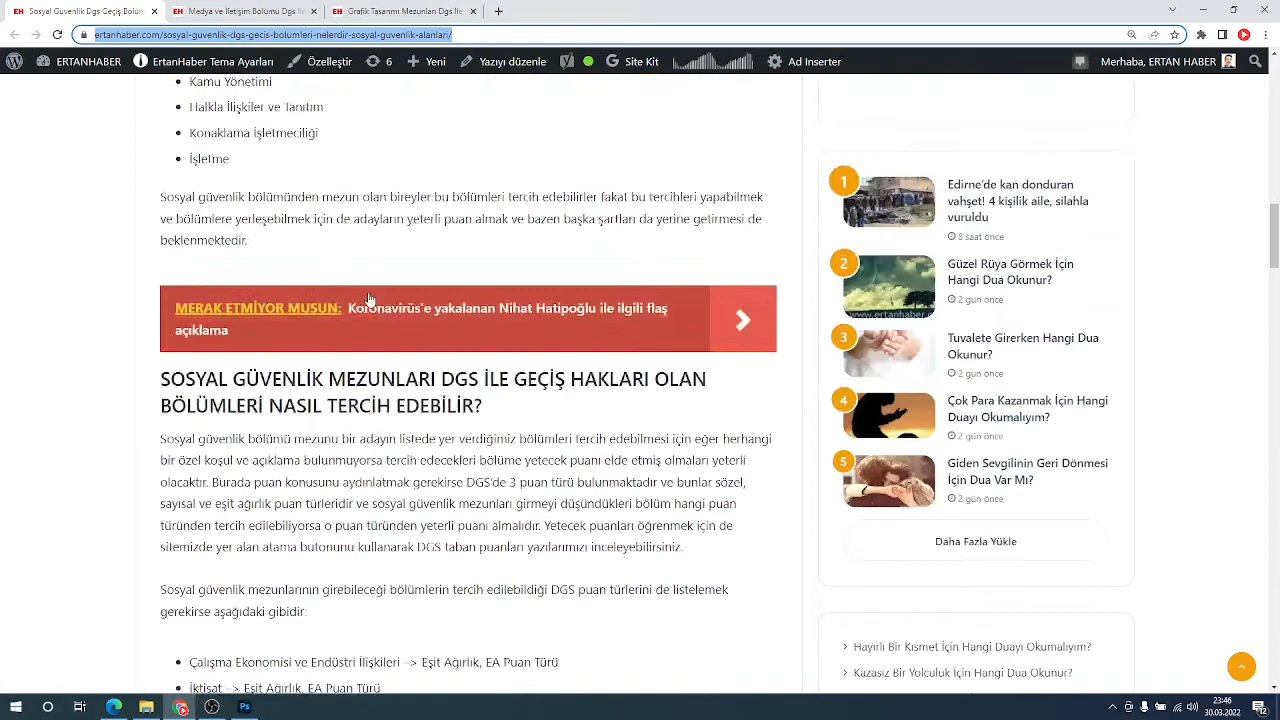 Sosyal Güvenlik Dgs Geçiş Bölüm
Medya ve İletişim Bölümü Dgs İle
Grafik Tasarımı Mezunları Dgs İle
ertanhaber.com/sosyal-guvenlik-dgs-gecis-bolumleri-nelerdir-sosyal-guvenlik-alanlari/
ERTANHABER
Ertanhaber Tema Ayarları
Özelleştir
6
Yeni
Yazıyı düzenle
Site Kit
Ad Inserter
Merhaba, ERTAN HABER
Kamu Yönetimi
Halkla İlişkiler ve Tanıtım
Konaklama İşletmeciliği
İşletme
Sosyal güvenlik bölümünden mezun olan bireyler bu bölümleri tercih edebilirler fakat bu tercihleri yapabilmek
ve bölümlere yerleşebilmek için de adayların yeterli puan almak ve bazen başka şartları da yerine getirmesi de
beklenmektedir.
MERAK ETMİYOR MUSUN: Koronavirüs'e yakalanan Nihat Hatipoğlu ile ilgili flaş
açıklama
SOSYAL GÜVENLİK MEZUNLARI DGS İLE GEÇİŞ HAKLARI OLAN
BÖLÜMLERİ NASIL TERCİH EDEBİLİR?
Sosyal güvenlik bölünü mezunu bir adayın listede yer verdiğimiz bölümleri tercih edebilmesi için eğer herhangi
bir özel koşul ve açıklama bulunmuyorsa tercih edecekleri bölüme yetecek puanı elde etmiş olmaları yeterli
olacaktır. Burada puan konusunu aydınlatmak gerekirse DGS'de 3 puan türü bulunmaktadır ve bunlar sözel,
sayısal ve eşit ağırlık puan türleridir ve sosyal güvenlik mezunları girmeyi düşündükleri bölüm hangi puan
türünden tercih edilebiliyorsa o puan türünden yeterli puanı almalıdır. Yetecek puanları öğrenmek için de
sitemizde yer alan atama butonunu kullanarak DGS taban puanları yazılarımızı inceleyebilirsiniz.
Sosyal güvenlik mezunlarının girebileceği bölümlerin tercih edilebildiği DGS puan türlerini de listelemek
gerekirse aşağıdaki gibidir:
Çalışma Ekonomisi ve Endüstri İlişkileri –> Eşit Ağırlık, EA Puan Türü
İktisat –> Eşit Ağırlık, EA Puan Türü
1
Edirne'de kan donduran
vahşet! 4 kişilik aile, silahla
vuruldu
8 saat önce
2
Güzel Rüya Görmek İçin
Hangi Dua Okunur?
2 gün önce
www.ertanhaber.com
3
Tuvalete Girerken Hangi Dua
Okunur?
2 gün önce
4
Çok Para Kazanmak İçin Hangi
Duayı Okumalıyım?
2 gün önce
5
Giden Sevgilinin Geri Dönmesi
İçin Dua Var Mı?
2 gün önce
Daha Fazla Yükle
Hayırlı Bir Kısmet İçin Hangi Duayı Okumalıyım?
Kazasız Bir Yolculuk İçin Hangi Dua Okunur?
23:46
30.03.2022